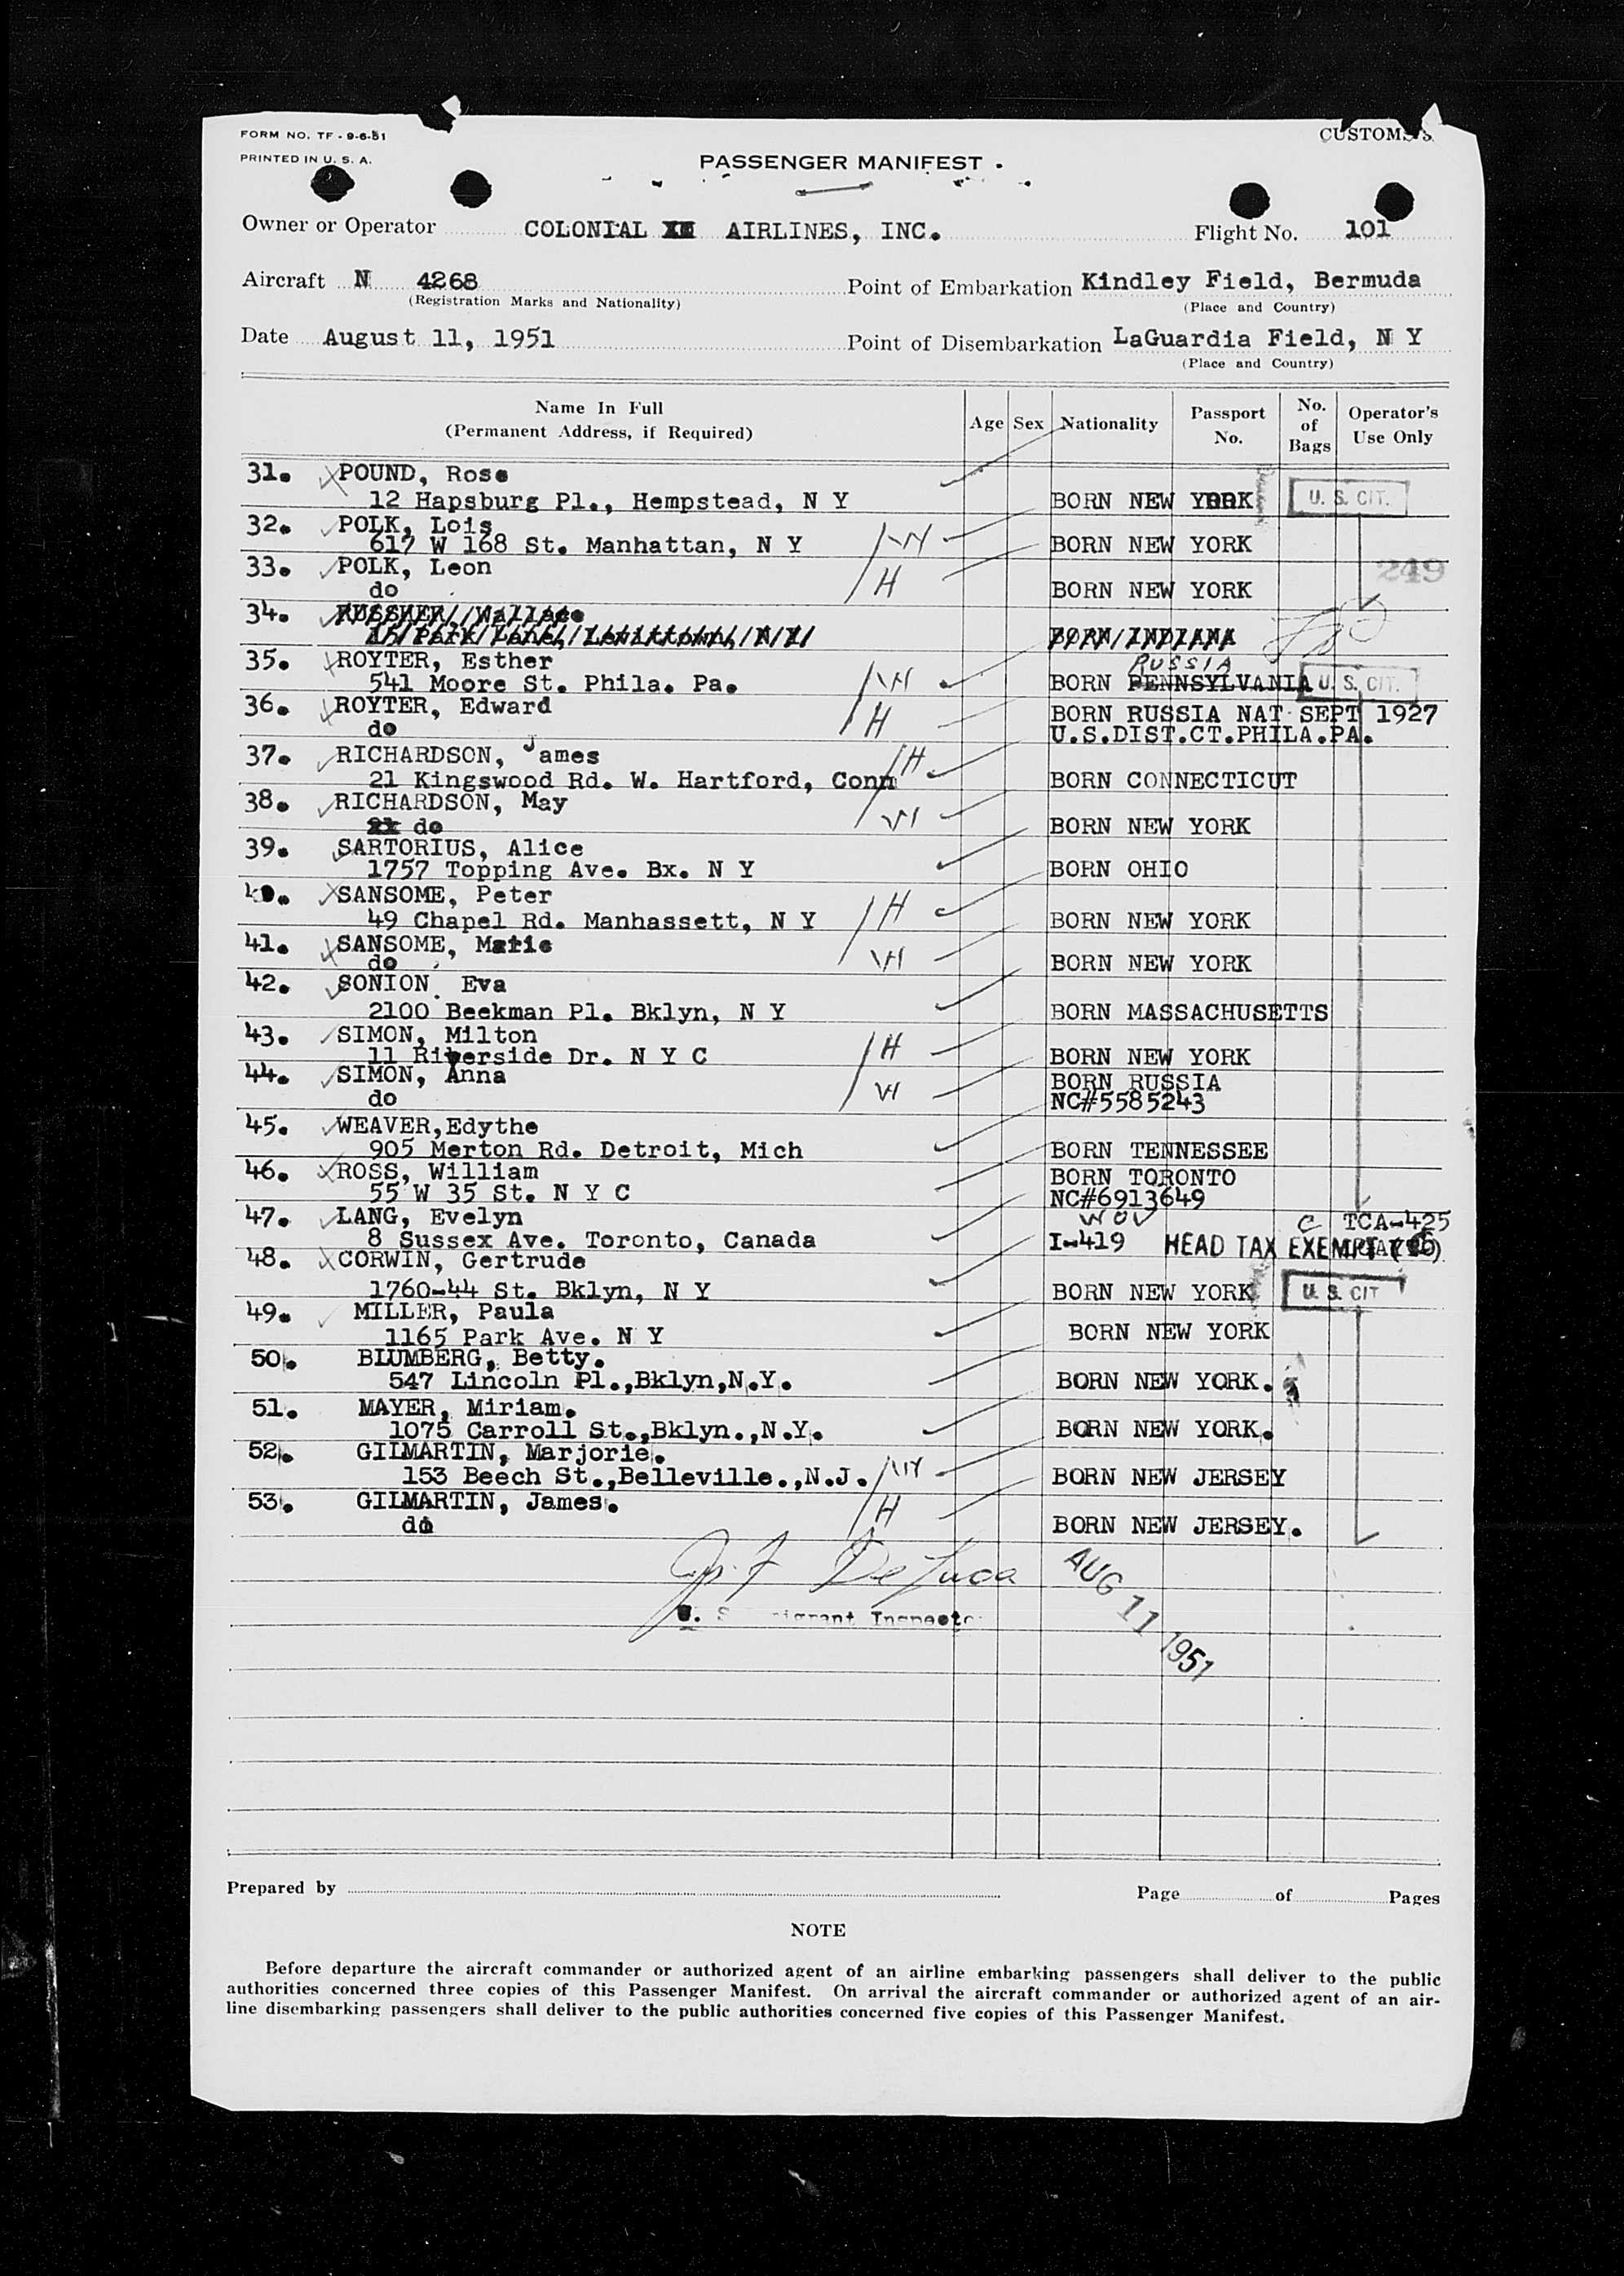 FORM NO. TF - 9-6-51
CUSTOMS
PRINTED IN U. S. A.
PASSENGER MANIFEST
Owner or Operator COLONIAL AIRLINES, INC. Flight No. 101
Aircraft N 4268 Point of Embarkation Kindley Field, Bermuda
(Registration Marks and Nationality) (Place and Country)
Date August 11, 1951 Point of Disembarkation LaGuardia Field, N Y
(Place and Country)
Name In Full (Permanent Address, if Required) Age Sex Nationality Passport No. No. of Bags Operator's Use Only
31. POUND, Rose
12 Hapsburg Pl., Hempstead, N Y BORN NEW YORK U. S. CIT.
32. POLK, Lois
617 W 168 St. Manhattan, N Y W BORN NEW YORK
33. POLK, Leon 249
do H BORN NEW YORK
34. Wallace
15 Park Lane, Levittown, N Y BORN INDIANA
35. ROYTER, Esther RUSSIA
541 Moore St. Phila. Pa. W BORN PENNSYLVANIA U. S. CIT.
36. ROYTER, Edward BORN RUSSIA NAT SEPT 1927
do H U.S.DIST.CT.PHILA.PA.
37. RICHARDSON, James H
21 Kingswood Rd. W. Hartford, Conn BORN CONNECTICUT
38. RICHARDSON, May
do W BORN NEW YORK
39. SARTORIUS, Alice
1757 Topping Ave. Bx. N Y BORN OHIO
40. SANSOME, Peter H
49 Chapel Rd. Manhassett, N Y BORN NEW YORK
41. SANSOME, Marie
do W BORN NEW YORK
42. SONION Eva
2100 Beekman Pl. Bklyn, N Y BORN MASSACHUSETTS
43. SIMON, Milton
11 Riverside Dr. N Y C H BORN NEW YORK
44. SIMON, Anna BORN RUSSIA
do W NC#5585243
45. WEAVER,Edythe
905 Merton Rd. Detroit, Mich BORN TENNESSEE
46. ROSS, William BORN TORONTO
55 W 35 St. N Y C NC#6913649
47. LANG, Evelyn WOV C TCA-425
8 Sussex Ave. Toronto, Canada I-419 HEAD TAX EXEMPT
48. CORWIN, Gertrude
1760-44 St. Bklyn, N Y BORN NEW YORK U. S. CIT
49. MILLER, Paula
1165 Park Ave. N Y BORN NEW YORK
50. BLUMBERG, Betty.
547 Lincoln Pl.,Bklyn,N.Y. BORN NEW YORK.
51. MAYER, Miriam.
1075 Carroll St.,Bklyn.,N.Y. BORN NEW YORK.
52. GILMARTIN, Marjorie.
153 Beech St.,Belleville.,N.J. W BORN NEW JERSEY
53. GILMARTIN, James. H
do BORN NEW JERSEY.
De Luca AUG 11 1951
U. S. Immigrant Inspector
Prepared by Page of Pages
NOTE
Before departure the aircraft commander or authorized agent of an airline embarking passengers shall deliver to the public
authorities concerned three copies of this Passenger Manifest. On arrival the aircraft commander or authorized agent of an air-
line disembarking passengers shall deliver to the public authorities concerned five copies of this Passenger Manifest.